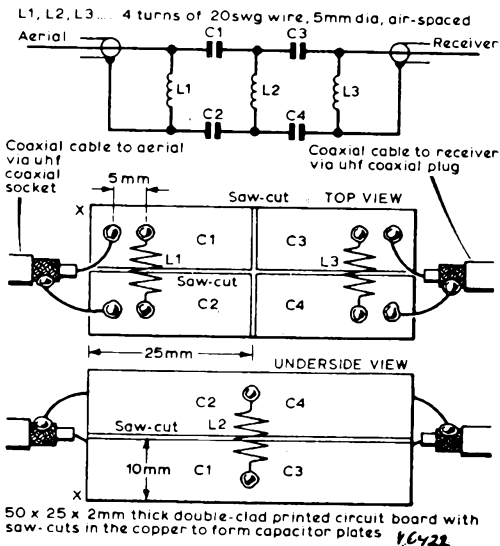 L1, L2, L3.... 4 turns of 20swg wire, 5mm dia, air-spaced
Aerial
C1
C3
Receiver
L1
L2
L3
C2
C4
Coaxial cable to aerial
via uhf
coaxial
socket
Coaxial cable to receiver
via uhf coaxial plug
5mm
Saw-cut
TOP VIEW
X
C1
C3
L1
L3
Saw-cut
C2
C4
25mm
UNDERSIDE VIEW
C2
C4
Saw-cut
L2
10mm
C1
C3
X
50 x 25 x 2mm thick double-clad printed circuit board with
saw-cuts in the copper to form capacitor plates